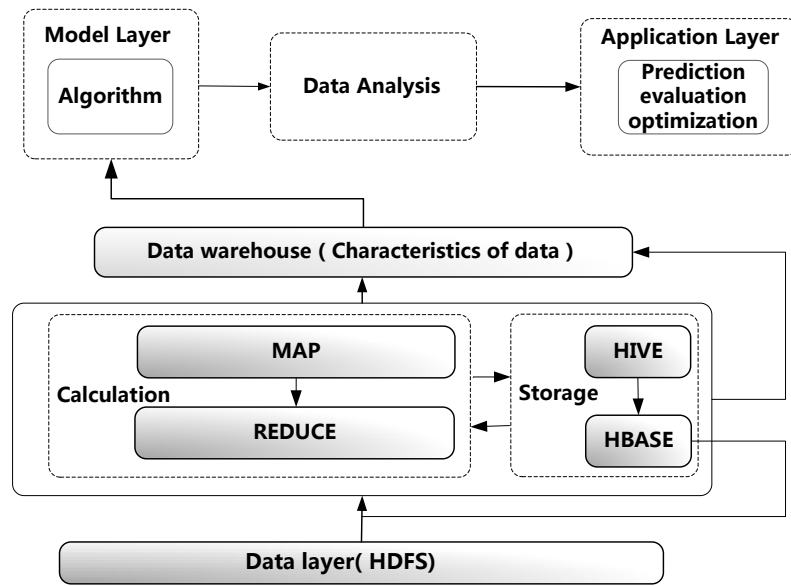 Model Layer
Algorithm
Data Analysis
Application Layer
Prediction
evaluation
optimization
Data warehouse ( Characteristics of data )
Calculation
MAP
REDUCE
Storage
HIVE
HBASE
Data layer( HDFS)